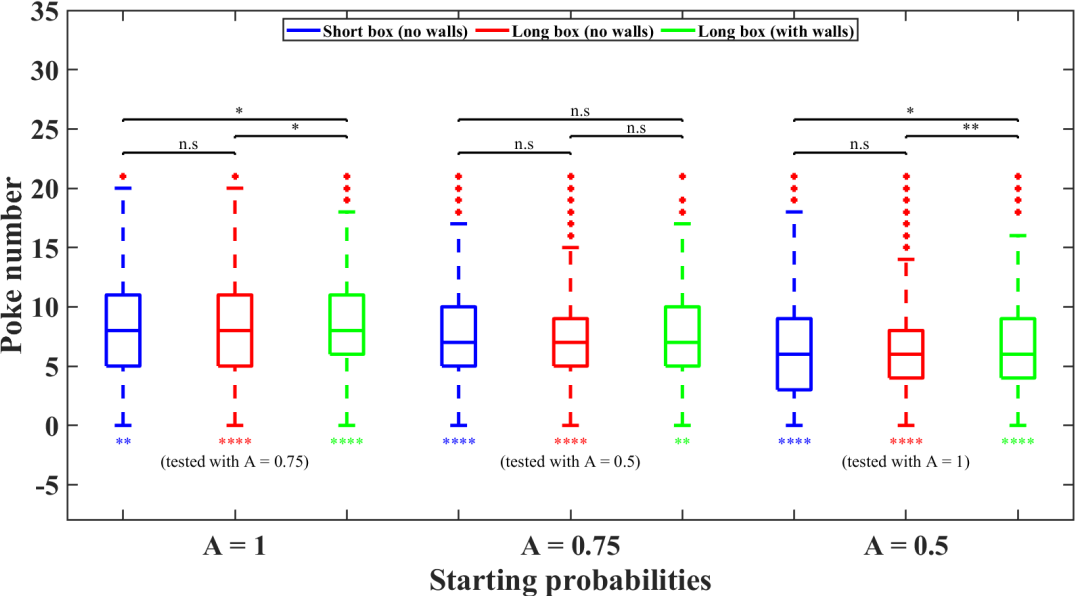 35
30
25
20
15
10
5
0
-5
Poke number
Short box (no walls) Long box (no walls) Long box (with walls)
* n.s *
* n.s **
n.s n.s n.s
** **** **** **** **** ** **** **** ****
(tested with A = 0.75) (tested with A = 0.5) (tested with A = 1)
A = 1 A = 0.75 A = 0.5
Starting probabilities